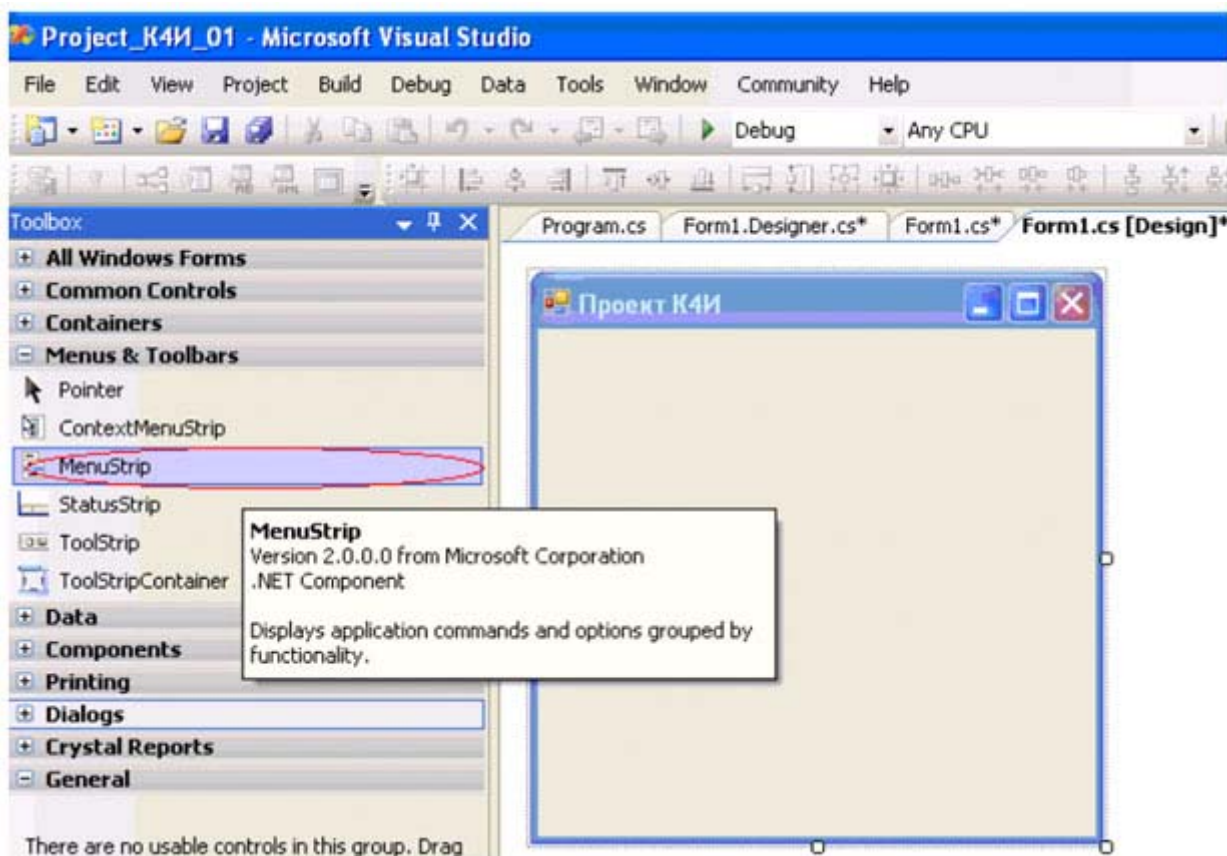 Project_К4И_01 - Microsoft Visual Studio
File Edit View Project Build Debug Data Tools Window Community Help
Debug Any CPU
Toolbox
Program.cs Form1.Designer.cs* Form1.cs* Form1.cs [Design]*
All Windows Forms
Common Controls
Containers
Menus & Toolbars
Pointer
ContextMenuStrip
MenuStrip
StatusStrip
ToolStrip
ToolStripContainer
Data
Components
Printing
Dialogs
Crystal Reports
General
There are no usable controls in this group. Drag
Проект К4И
MenuStrip
Version 2.0.0.0 from Microsoft Corporation
.NET Component
Displays application commands and options grouped by
functionality.